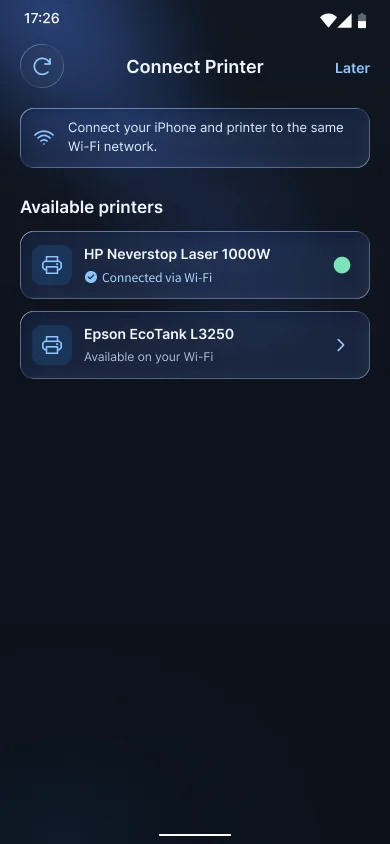 17:26
Connect Printer
Later
Connect your iPhone and printer to the same
Wi-Fi network.
Available printers
HP Neverstop Laser 1000W
Connected via Wi-Fi
Epson EcoTank L3250
Available on your Wi-Fi